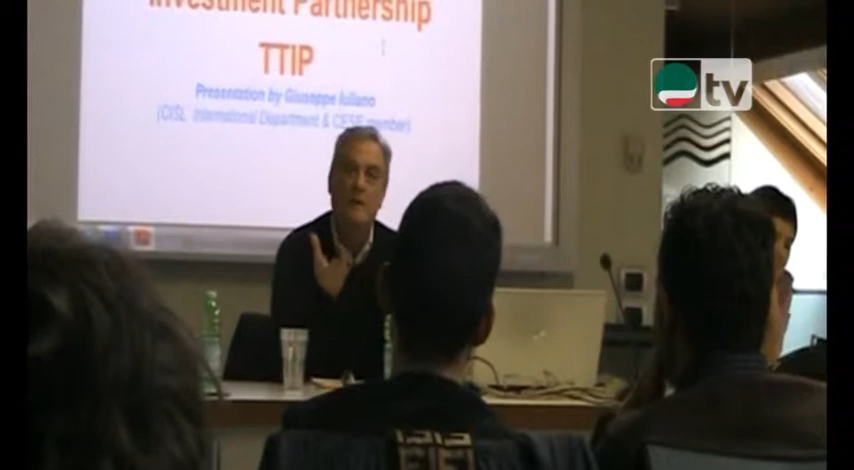 Investment Partnership
TTIP
Presentation by Giuseppe Iuliano
(CISL International Department & CESE member)
tv